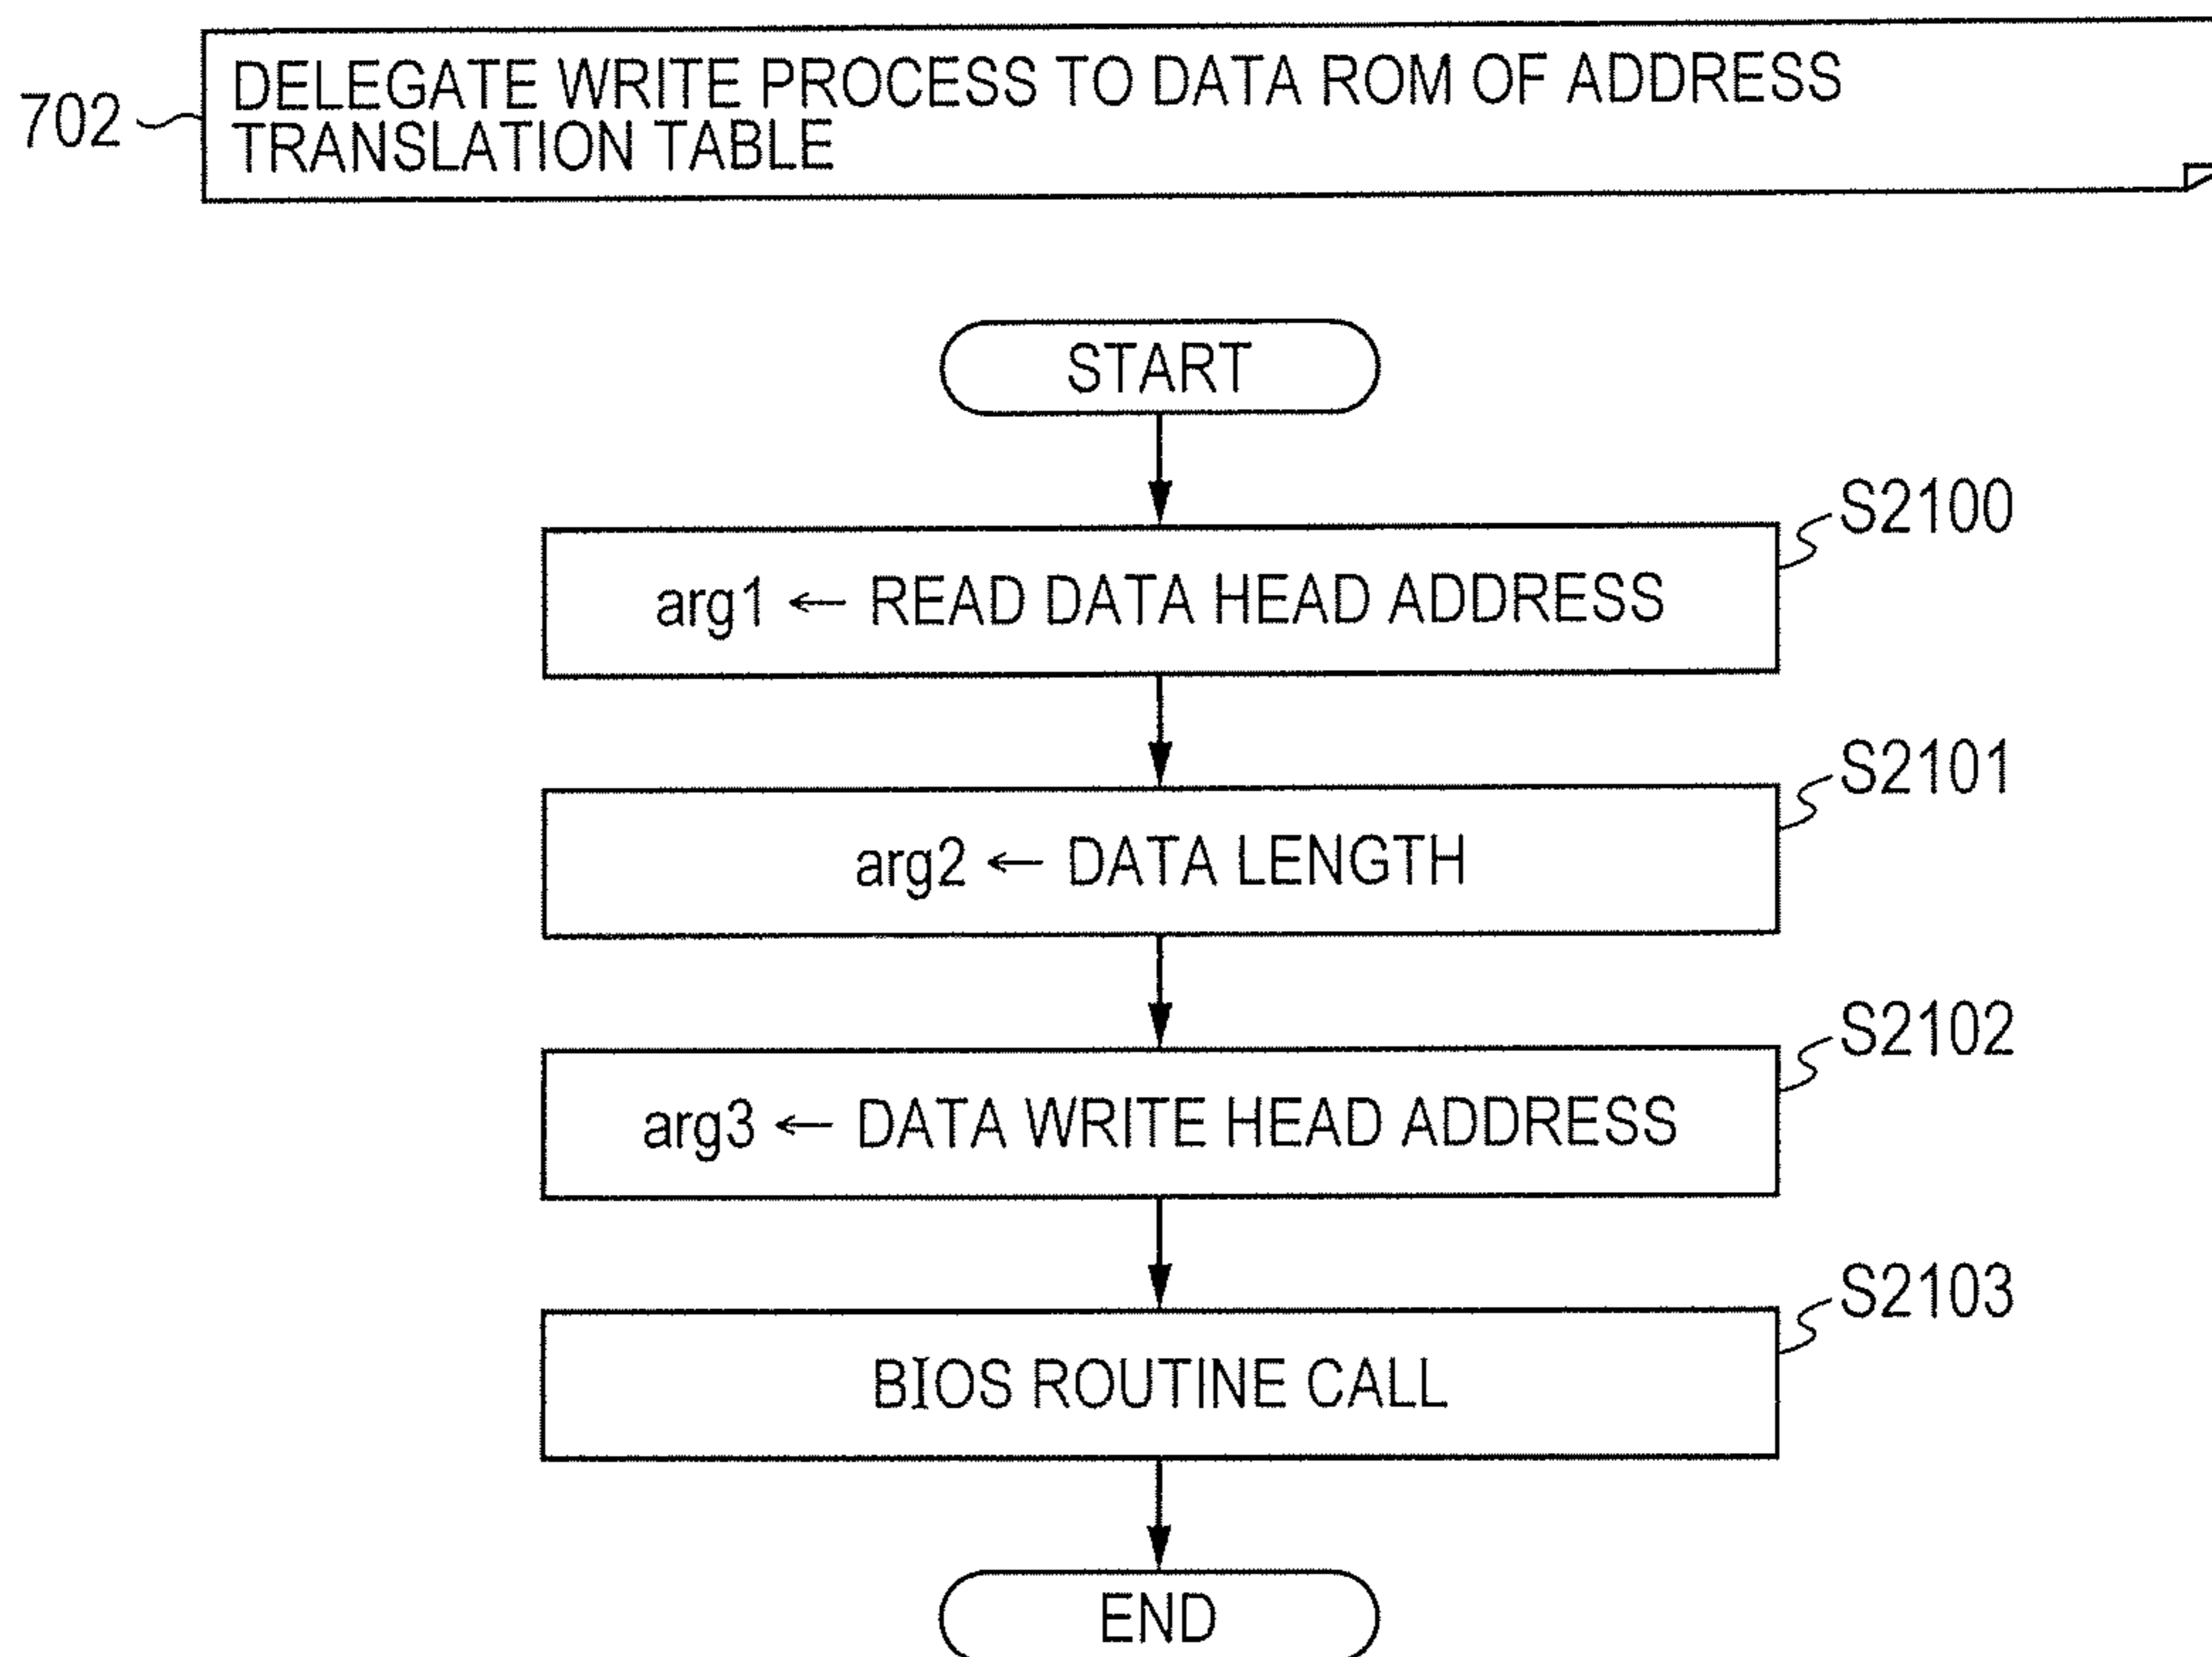 702
DELEGATE WRITE PROCESS TO DATA ROM OF ADDRESS
TRANSLATION TABLE
START
S2100
arg1 ← READ DATA HEAD ADDRESS
S2101
arg2 ← DATA LENGTH
S2102
arg3 ← DATA WRITE HEAD ADDRESS
S2103
BIOS ROUTINE CALL
END